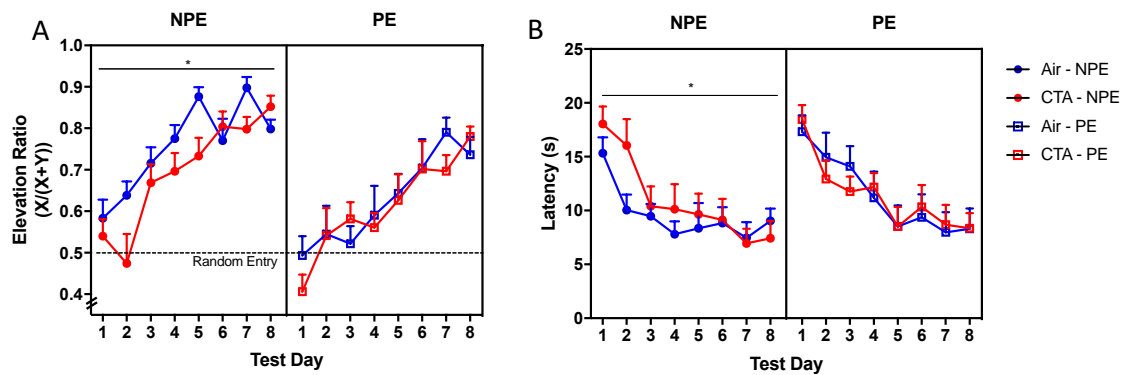 NPE PE
A
1.0
0.9
0.8
0.7
0.6
0.5
0.4
Elevation Ratio
(X/(X+Y))
*
Random Entry
1 2 3 4 5 6 7 8 1 2 3 4 5 6 7 8
Test Day
NPE PE
B
25
20
15
10
5
0
Latency (s)
*
1 2 3 4 5 6 7 8 1 2 3 4 5 6 7 8
Test Day
Air - NPE
CTA - NPE
Air - PE
CTA - PE